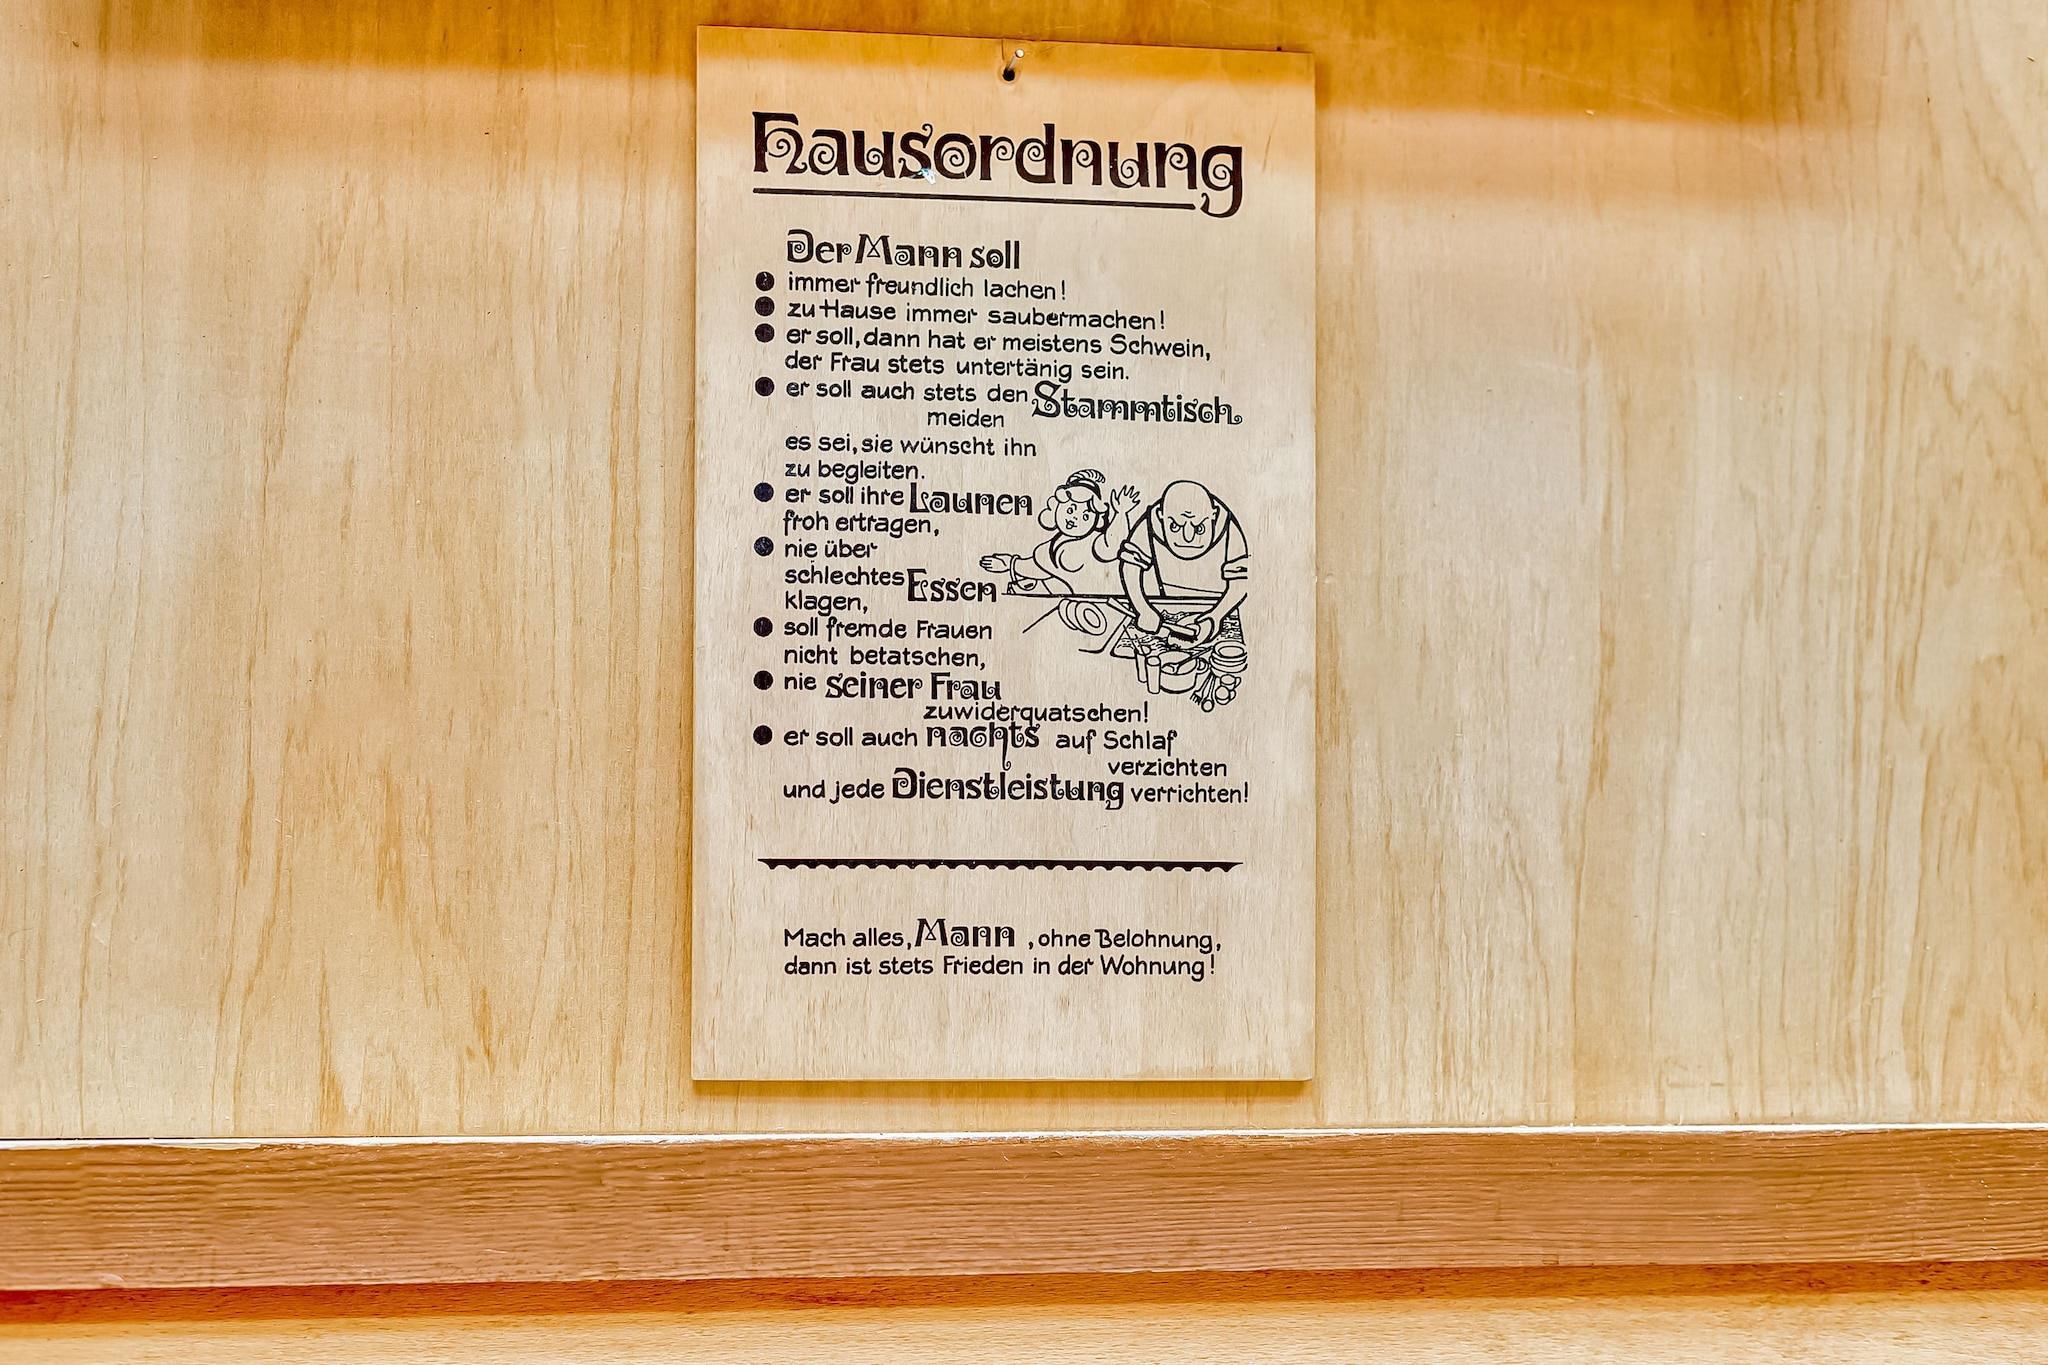 Hausordnung
Der Mann soll
● immer freundlich lachen!
● zu Hause immer saubermachen!
● er soll, dann hat er meistens Schwein,
der Frau stets untertänig sein.
● er soll auch stets den Stammtisch
meiden
es sei, sie wünscht ihn
zu begleiten.
● er soll ihre Launen
froh ertragen,
● nie über
schlechtes Essen
klagen,
● soll fremde Frauen
nicht betatschen,
● nie seiner Frau
zuwiderquatschen!
● er soll auch nachts auf Schlaf
verzichten
und jede Dienstleistung verrichten!
Mach alles, Mann, ohne Belohnung,
dann ist stets Frieden in der Wohnung!